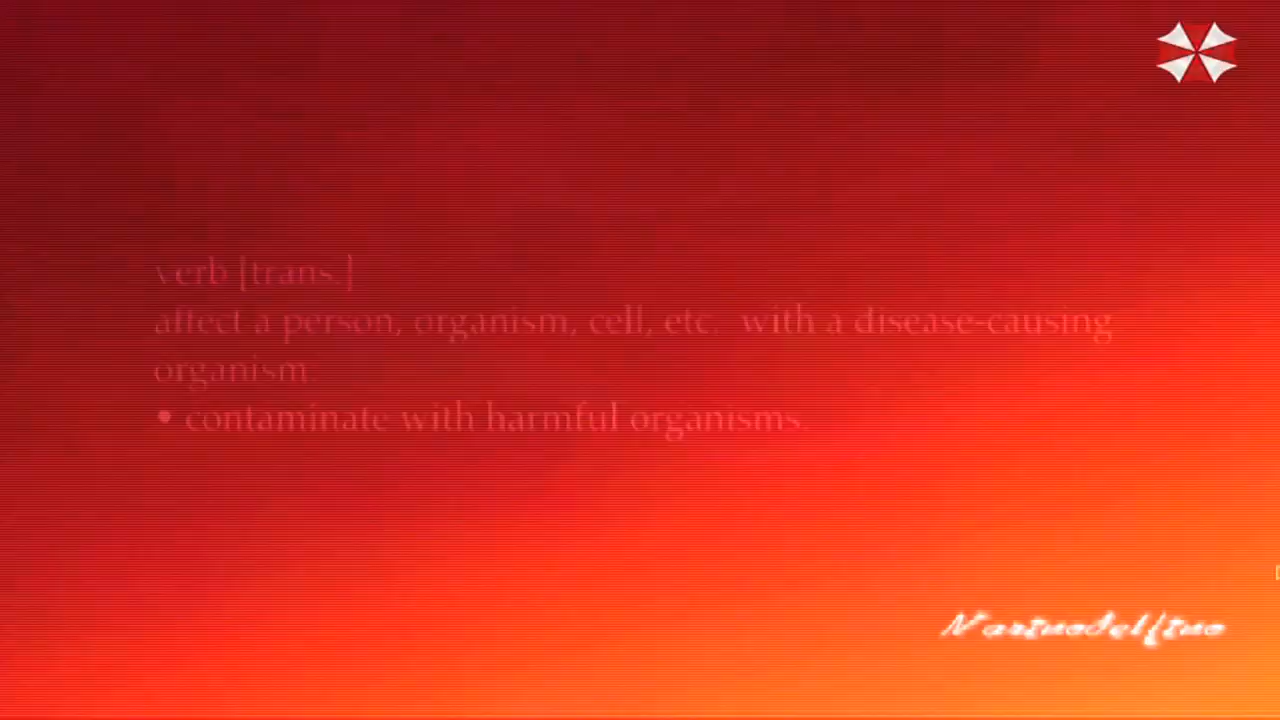 verb [trans.]
affect a person, organism, cell, etc. with a disease-causing
organism:
• contaminate with harmful organisms.